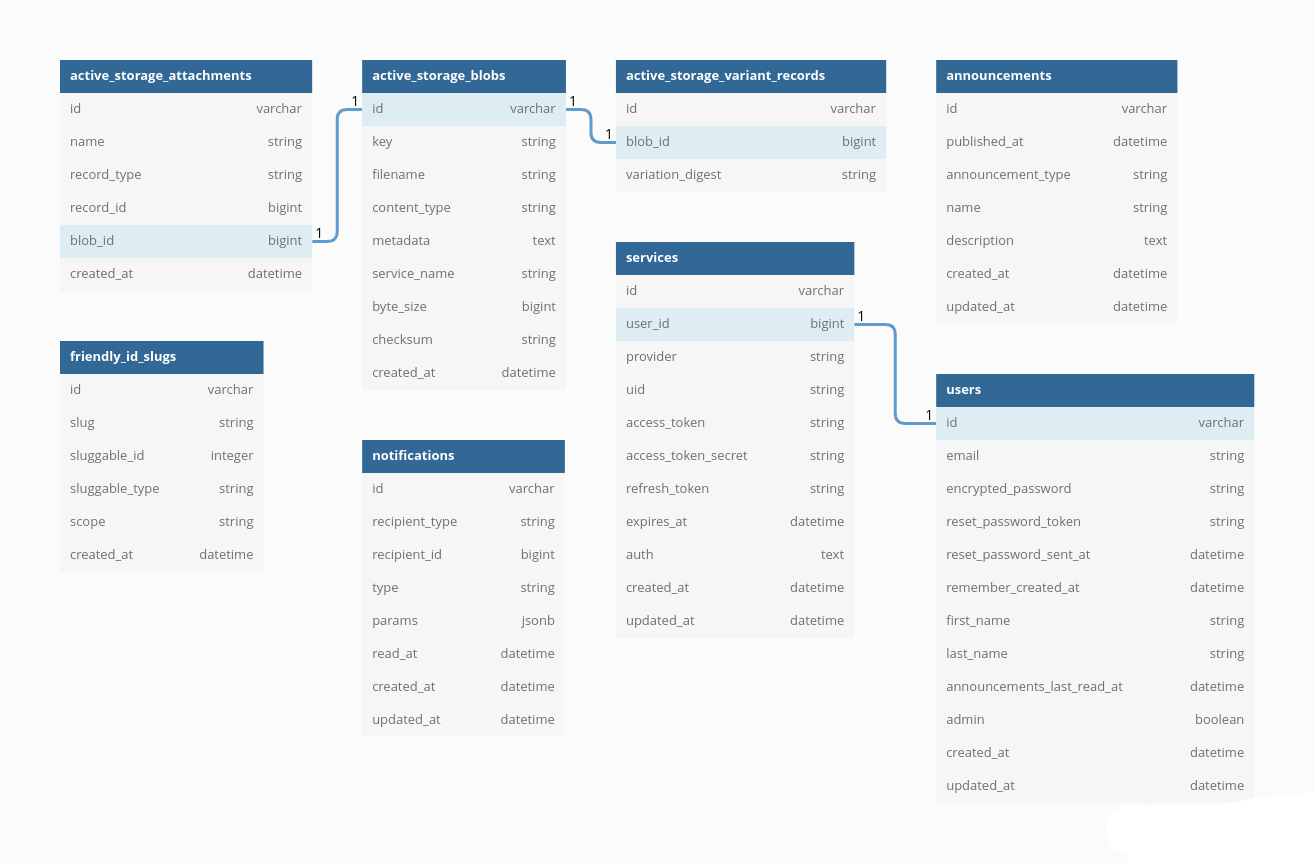 active_storage_attachments
id varchar
name string
record_type string
record_id bigint
blob_id bigint
created_at datetime
1
1
active_storage_blobs
id varchar
key string
filename string
content_type string
metadata text
service_name string
byte_size bigint
checksum string
created_at datetime
1
1
active_storage_variant_records
id varchar
blob_id bigint
variation_digest string
announcements
id varchar
published_at datetime
announcement_type string
name string
description text
created_at datetime
updated_at datetime
friendly_id_slugs
id varchar
slug string
sluggable_id integer
sluggable_type string
scope string
created_at datetime
notifications
id varchar
recipient_type string
recipient_id bigint
type string
params jsonb
read_at datetime
created_at datetime
updated_at datetime
services
id varchar
user_id bigint
provider string
uid string
access_token string
access_token_secret string
refresh_token string
expires_at datetime
auth text
created_at datetime
updated_at datetime
1
1
users
id varchar
email string
encrypted_password string
reset_password_token string
reset_password_sent_at datetime
remember_created_at datetime
first_name string
last_name string
announcements_last_read_at datetime
admin boolean
created_at datetime
updated_at datetime